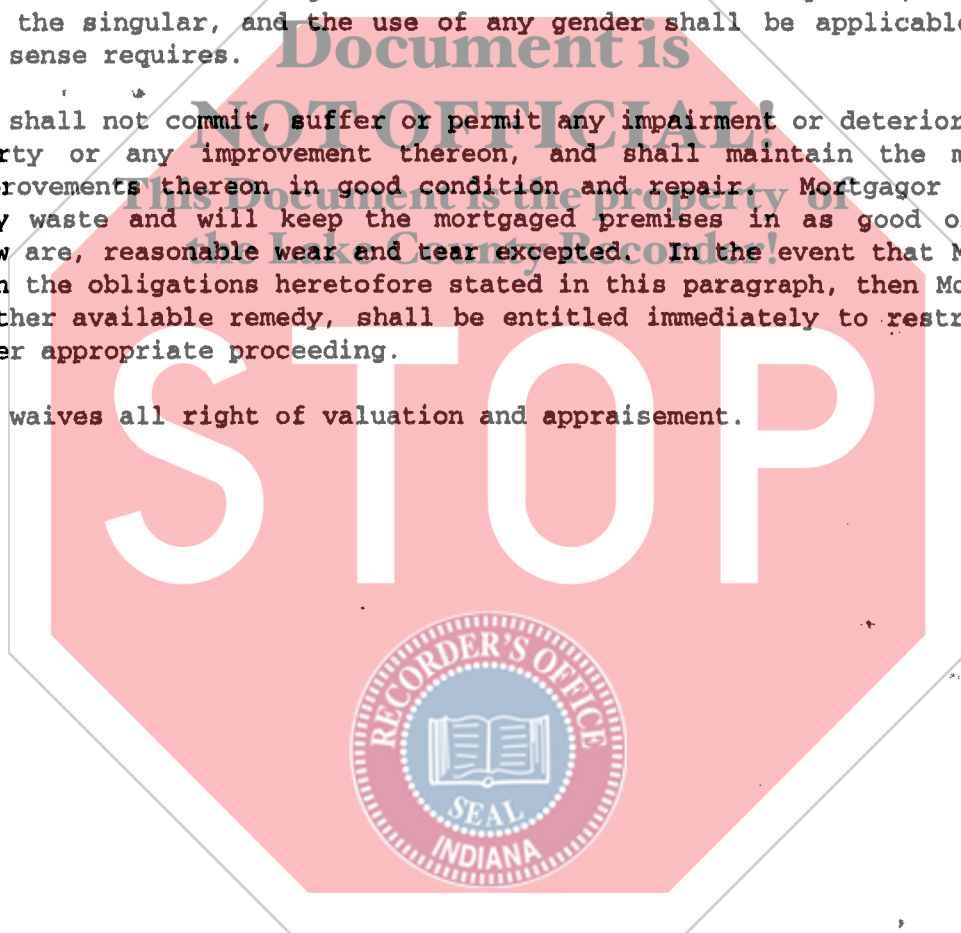 the singular, and the use of any gender shall be applicable
sense requires.
Document is
NOT OFFICIAL!
This Document is the property of
the Lake County Recorder!
shall not commit, suffer or permit any impairment or deterior
rty or any improvement thereon, and shall maintain the m
rovements thereon in good condition and repair. Mortgagor
y waste and will keep the mortgaged premises in as good o
w are, reasonable wear and tear excepted. In the event that M
n the obligations heretofore stated in this paragraph, then Mo
ther available remedy, shall be entitled immediately to restr
er appropriate proceeding.
waives all right of valuation and appraisement.
STOP
RECORDER'S OFFICE
SEAL
INDIANA